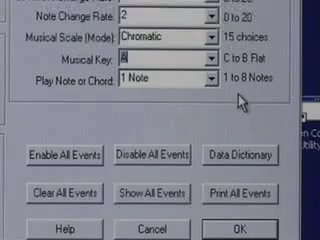 Note Change Rate: 2 0 to 20
Musical Scale (Mode): Chromatic 15 choices
Musical Key: A C to B Flat
Play Note or Chord: 1 Note 1 to 8 Notes
Enable All Events Disable All Events Data Dictionary
Clear All Events Show All Events Print All Events
Help Cancel OK